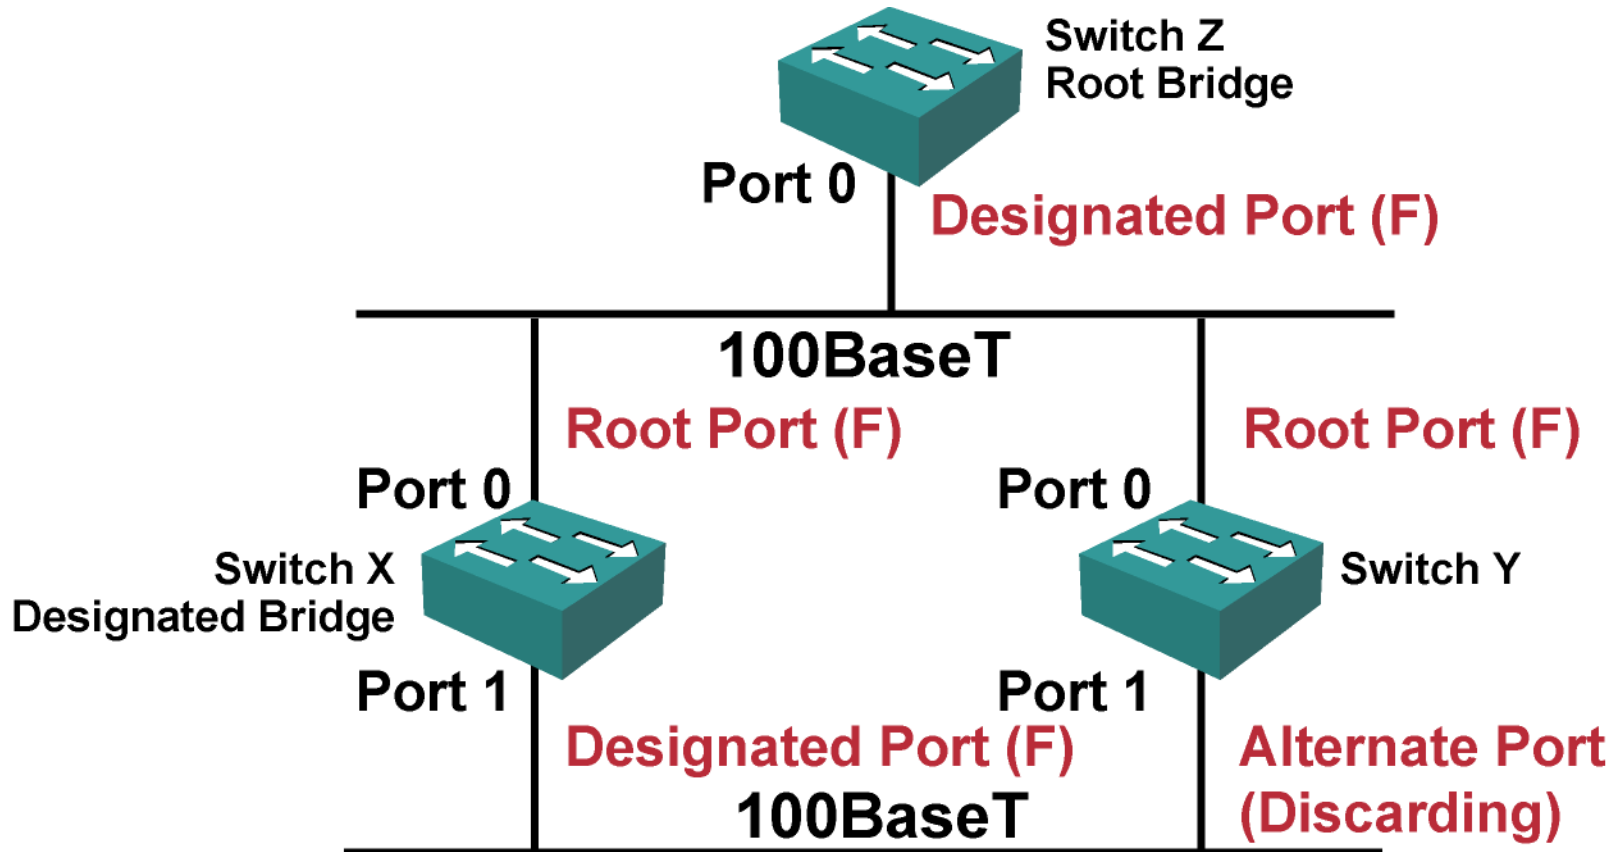 Switch Z
Root Bridge
Port 0
Designated Port (F)
100BaseT
Root Port (F)
Root Port (F)
Port 0
Port 0
Switch X
Designated Bridge
Switch Y
Port 1
Port 1
Designated Port (F)
Alternate Port
(Discarding)
100BaseT